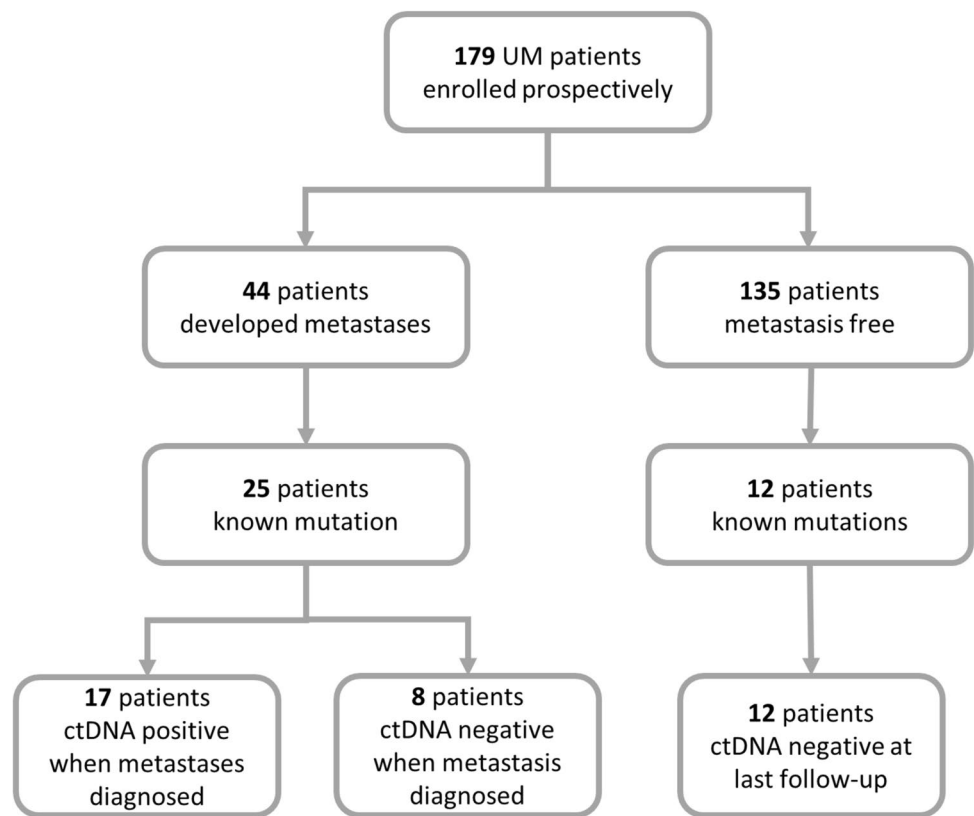 179 UM patients
enrolled prospectively
44 patients
developed metastases
135 patients
metastasis free
25 patients
known mutation
12 patients
known mutations
17 patients
ctDNA positive
when metastases
diagnosed
8 patients
ctDNA negative
when metastasis
diagnosed
12 patients
ctDNA negative at
last follow-up